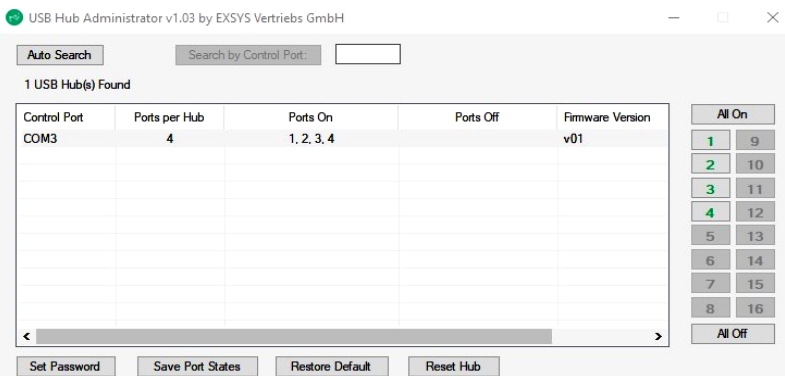 USB Hub Administrator v1.03 by EXSYS Vertriebs GmbH
Auto Search Search by Control Port:
1 USB Hub(s) Found
Control Port Ports per Hub Ports On Ports Off Firmware Version
COM3 4 1, 2, 3, 4 v01
All On
1 9
2 10
3 11
4 12
5 13
6 14
7 15
8 16
All Off
Set Password Save Port States Restore Default Reset Hub